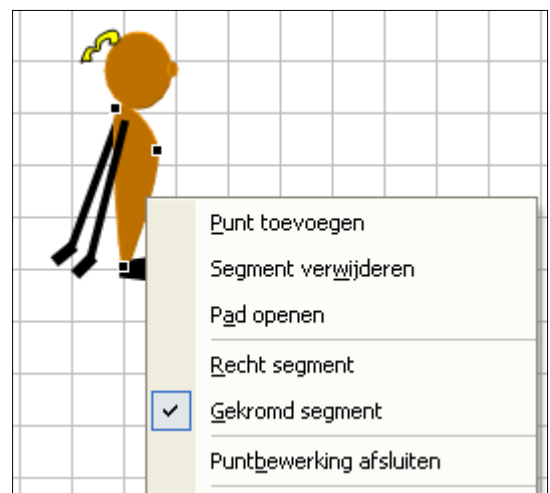 Punt toevoegen
Segment verwijderen
Pad openen
Recht segment
Gekromd segment
Puntbewerking afsluiten